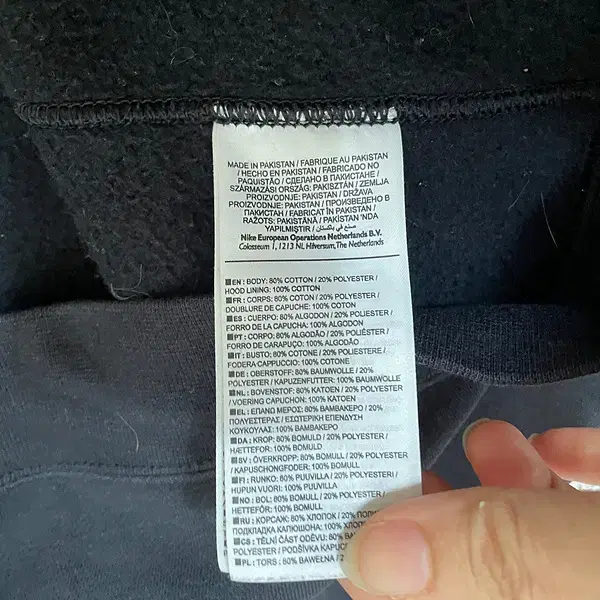 MADE IN PAKISTAN / FABRIQUE AU PAKISTAN
/ HECHO EN PAKISTAN / FABRICADO NO
PAQUISTÃO / СДЕЛАНО В ПАКИСТАНЕ /
SZÁRMAZÁSI ORSZÁG: PAKISZTÁN / ZEMLJA
PROIZVODNJE: PAKISTAN / DRŽAVA
PROIZVODNJE: PAKISTAN / ПРОИЗВЕДЕНО В
ПАКИСТАН / FABRICAT ÎN PAKISTAN /
RAŽOTS: PAKISTĀNĀ / PAKISTAN 'NDA
YAPILMIŞTIR / صنع في باكستان
Nike European Operations Netherlands B.V.
Colosseum 1, 1213 NL Hilversum, The Netherlands
EN: BODY: 80% COTTON / 20% POLYESTER /
HOOD LINING: 100% COTTON
FR: CORPS: 80% COTON / 20% POLYESTER /
DOUBLURE DE CAPUCHE: 100% COTON
ES: CUERPO: 80% ALGODON / 20% POLIESTER /
FORRO DE LA CAPUCHA: 100% ALGODON
PT: CORPO: 80% ALGODÃO / 20% POLIÉSTER /
FORRO DE CARAPUÇO: 100% ALGODÃO
IT: BUSTO: 80% COTONE / 20% POLIESTERE /
FODERA CAPPUCCIO: 100% COTONE
DE: OBERSTOFF: 80% BAUMWOLLE / 20%
POLYESTER / KAPUZENFUTTER: 100% BAUMWOLLE
NL: BOVENSTOF: 80% KATOEN / 20% POLYESTER
/ VOERING CAPUCHON: 100% KATOEN
EL: ΕΠΑΝΩ ΜΕΡΟΣ: 80% ΒΑΜΒΑΚΕΡΟ / 20%
ΠΟΛΥΕΣΤΕΡΑΣ / ΕΣΩΤΕΡΙΚΗ ΕΠΕΝΔΥΣΗ
ΚΟΥΚΟΥΛΑΣ: 100% ΒΑΜΒΑΚΕΡΟ
DA: KROP: 80% BOMULD / 20% POLYESTER /
HÆTTEFOR: 100% BOMULD
SV: ÖVERKROPP: 80% BOMULL / 20% POLYESTER
/ KAPUSCHONGFODER: 100% BOMULL
FI: RUNKO: 80% PUUVILLA / 20% POLYESTERI /
HUPUN VUORI: 100% PUUVILLA
NO: BOL: 80% BOMULL / 20% POLYESTER /
HETTEFÔR: 100% BOMULL
RU: КОРСАЖ: 80% ХЛОПОК / 20%
ПОДКЛАДКА КАПЮШОНА: 100% ХЛОПОК
CS: TĚLNÍ ČÁST ODĚVU: 80%
POLYESTER / PODŠÍVKA
PL: TORS: 80% BAWEŁNA /